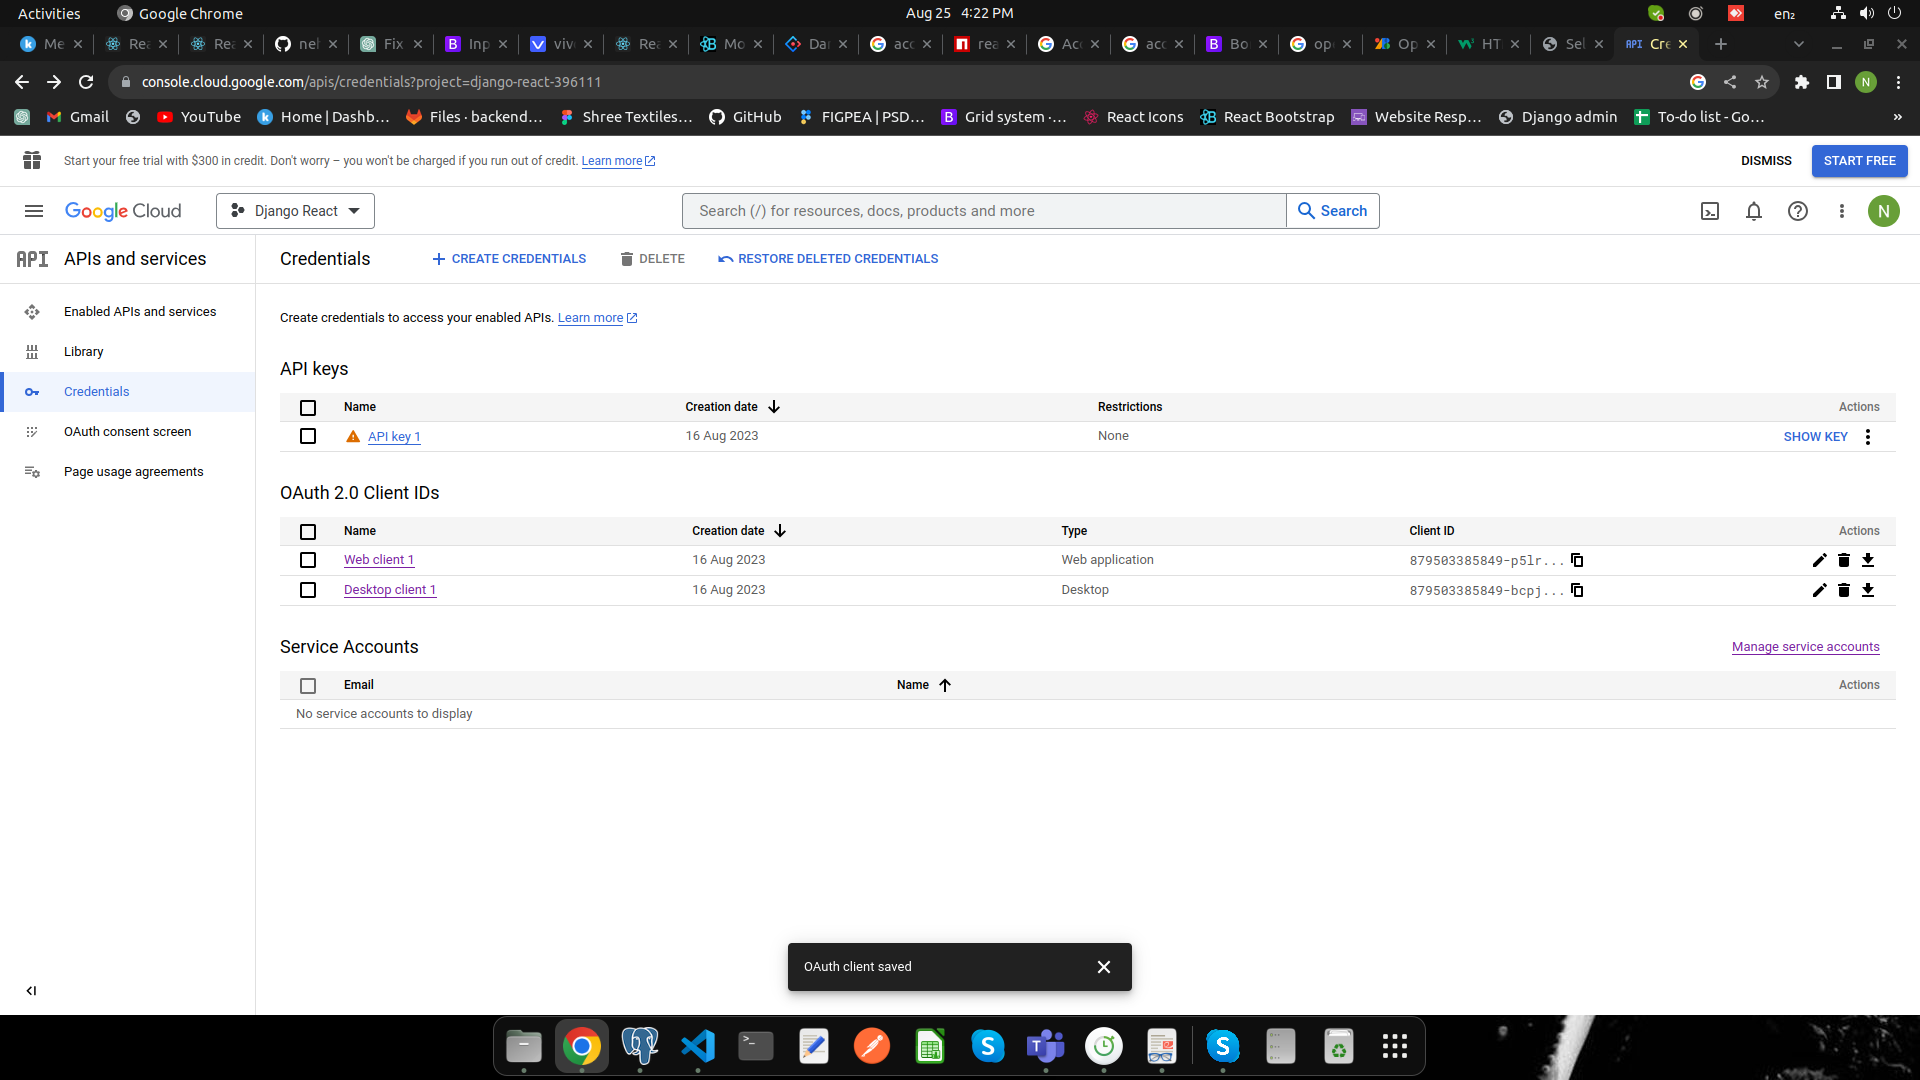 Activities
Google Chrome
Aug 25 4:22 PM
en₂
Me
Rea
Rea
nel
Fix
Inp
viv
Rea
Mo
Dar
acc
rea
Acc
acc
Boo
ope
Op
HT
Sel
API Cre
console.cloud.google.com/apis/credentials?project=django-react-396111
N
Gmail
YouTube
Home | Dashb…
Files · backend…
Shree Textiles…
GitHub
FIGPEA | PSD…
Grid system ·…
React Icons
React Bootstrap
Website Resp…
Django admin
To-do list - Go…
»
Start your free trial with $300 in credit. Don't worry – you won't be charged if you run out of credit. Learn more
DISMISS
START FREE
Google Cloud
Django React
Search (/) for resources, docs, products and more
Search
N
API APIs and services
Credentials
CREATE CREDENTIALS
DELETE
RESTORE DELETED CREDENTIALS
Enabled APIs and services
Library
Credentials
OAuth consent screen
Page usage agreements
Create credentials to access your enabled APIs. Learn more
API keys
Name Creation date Restrictions Actions
API key 1 16 Aug 2023 None SHOW KEY
OAuth 2.0 Client IDs
Name Creation date Type Client ID Actions
Web client 1 16 Aug 2023 Web application 879503385849-p5lr...
Desktop client 1 16 Aug 2023 Desktop 879503385849-bcpj...
Service Accounts
Manage service accounts
Email Name Actions
No service accounts to display
OAuth client saved